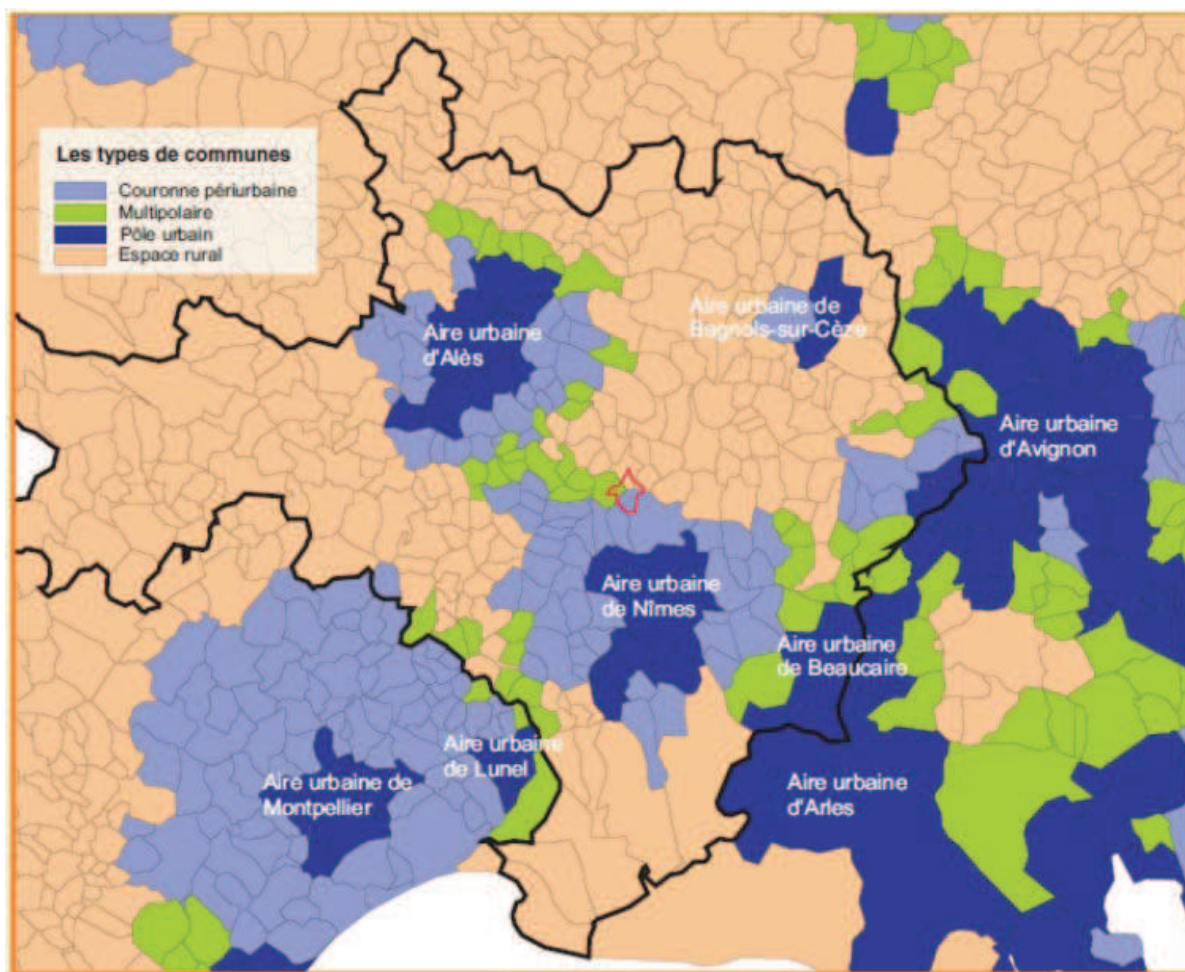 Les types de communes
Couronne périurbaine
Multipolaire
Pôle urbain
Espace rural
Aire urbaine
d'Alès
Aire urbaine de
Bagnols-sur-Cèze
Aire urbaine
d'Avignon
Aire urbaine
de Nîmes
Aire urbaine
de Beaucaire
Aire urbaine
de Lunel
Aire urbaine de
Montpellier
Aire urbaine
d'Arles